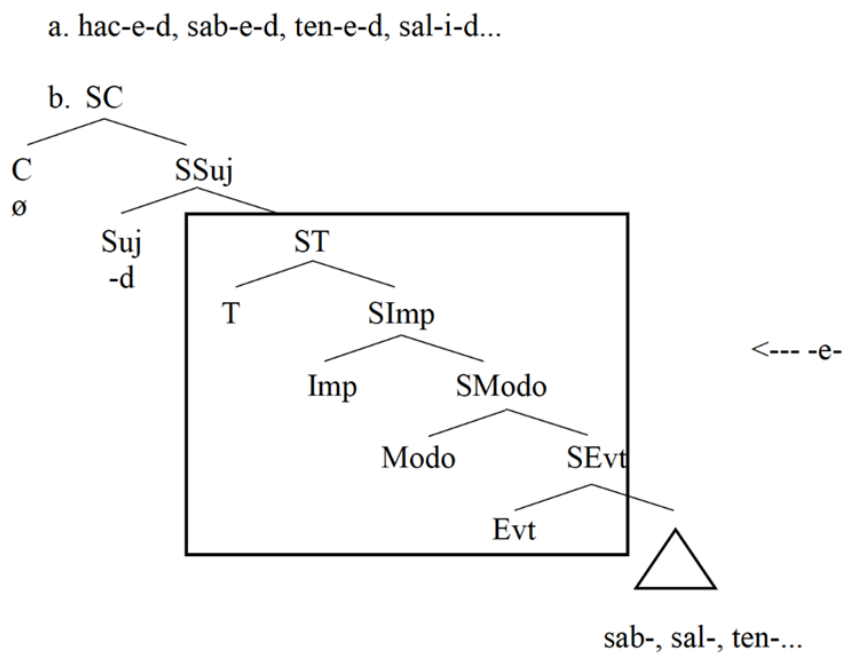 a. hac-e-d, sab-e-d, ten-e-d, sal-i-d...
b. SC
C SSuj
ø
Suj ST
-d
T SImp
<--- -e-
Imp SModo
Modo SEvt
Evt
sab-, sal-, ten-...